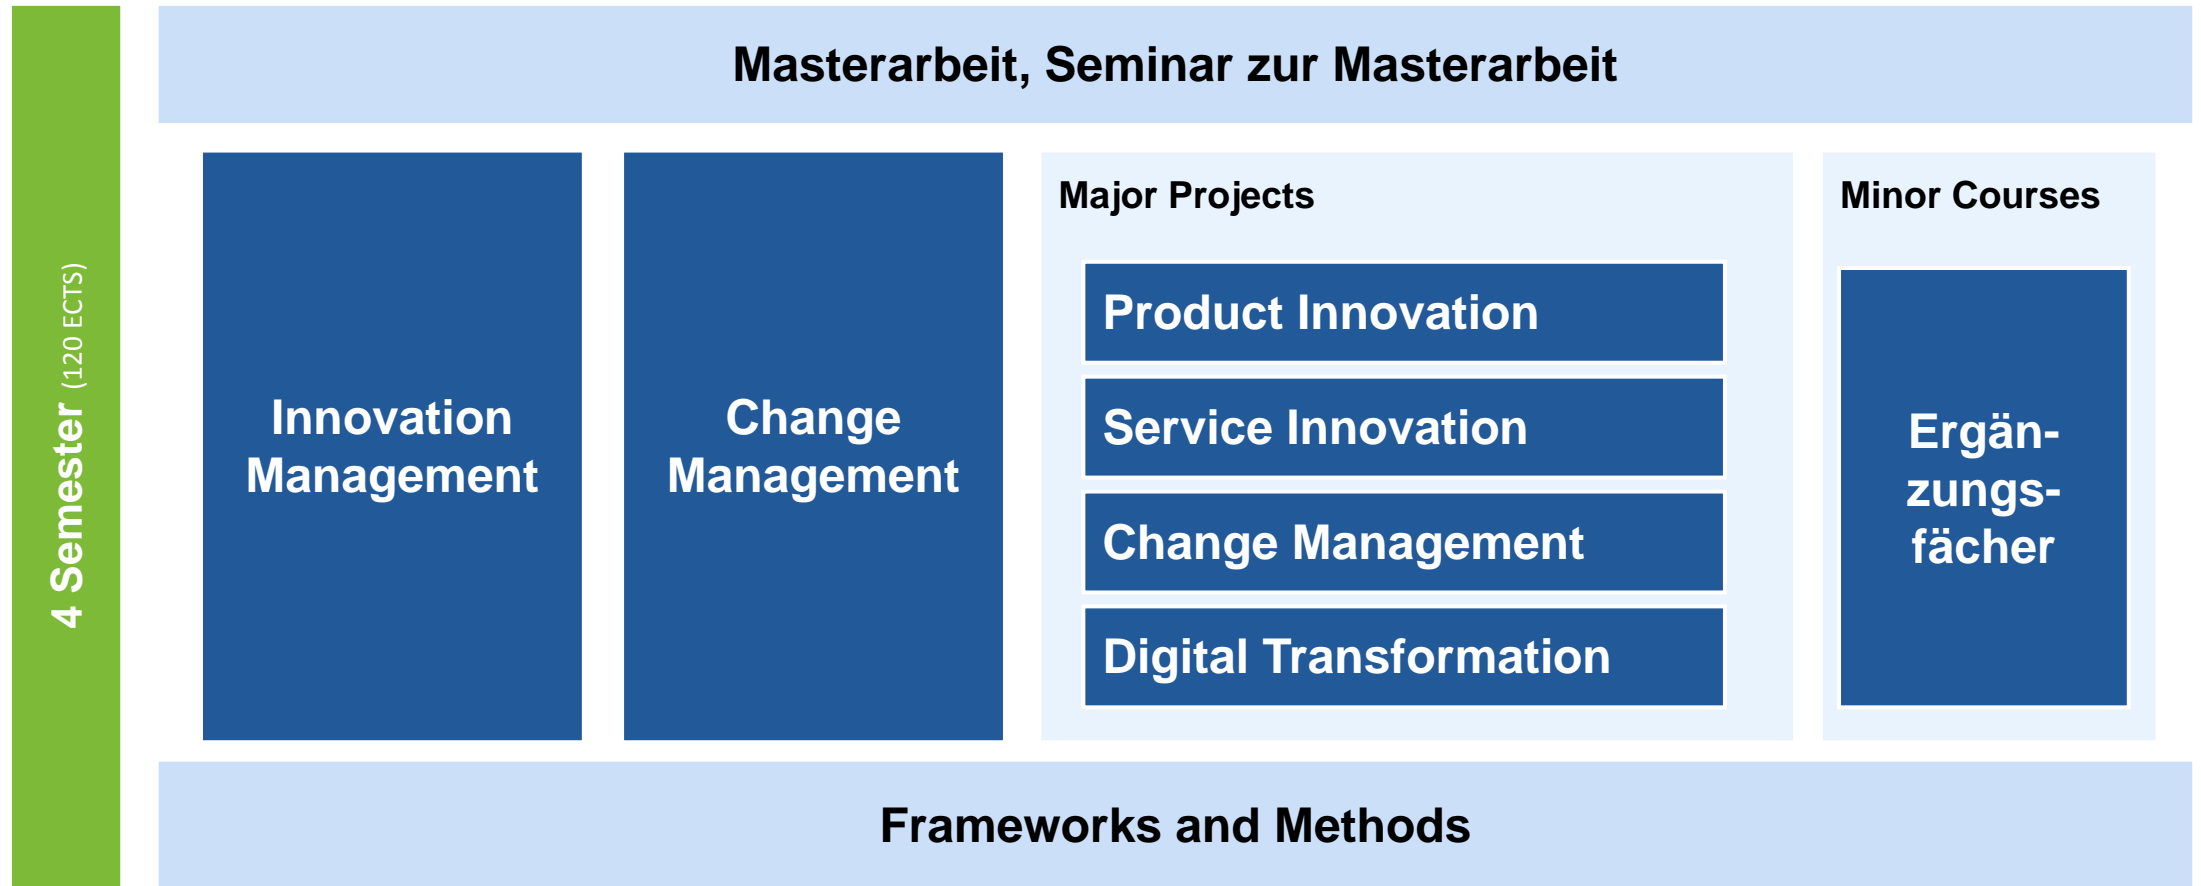 4 Semester (120 ECTS)
Masterarbeit, Seminar zur Masterarbeit
Innovation
Management
Change
Management
Major Projects
Product Innovation
Service Innovation
Change Management
Digital Transformation
Minor Courses
Ergän-
zungs-
fächer
Frameworks and Methods